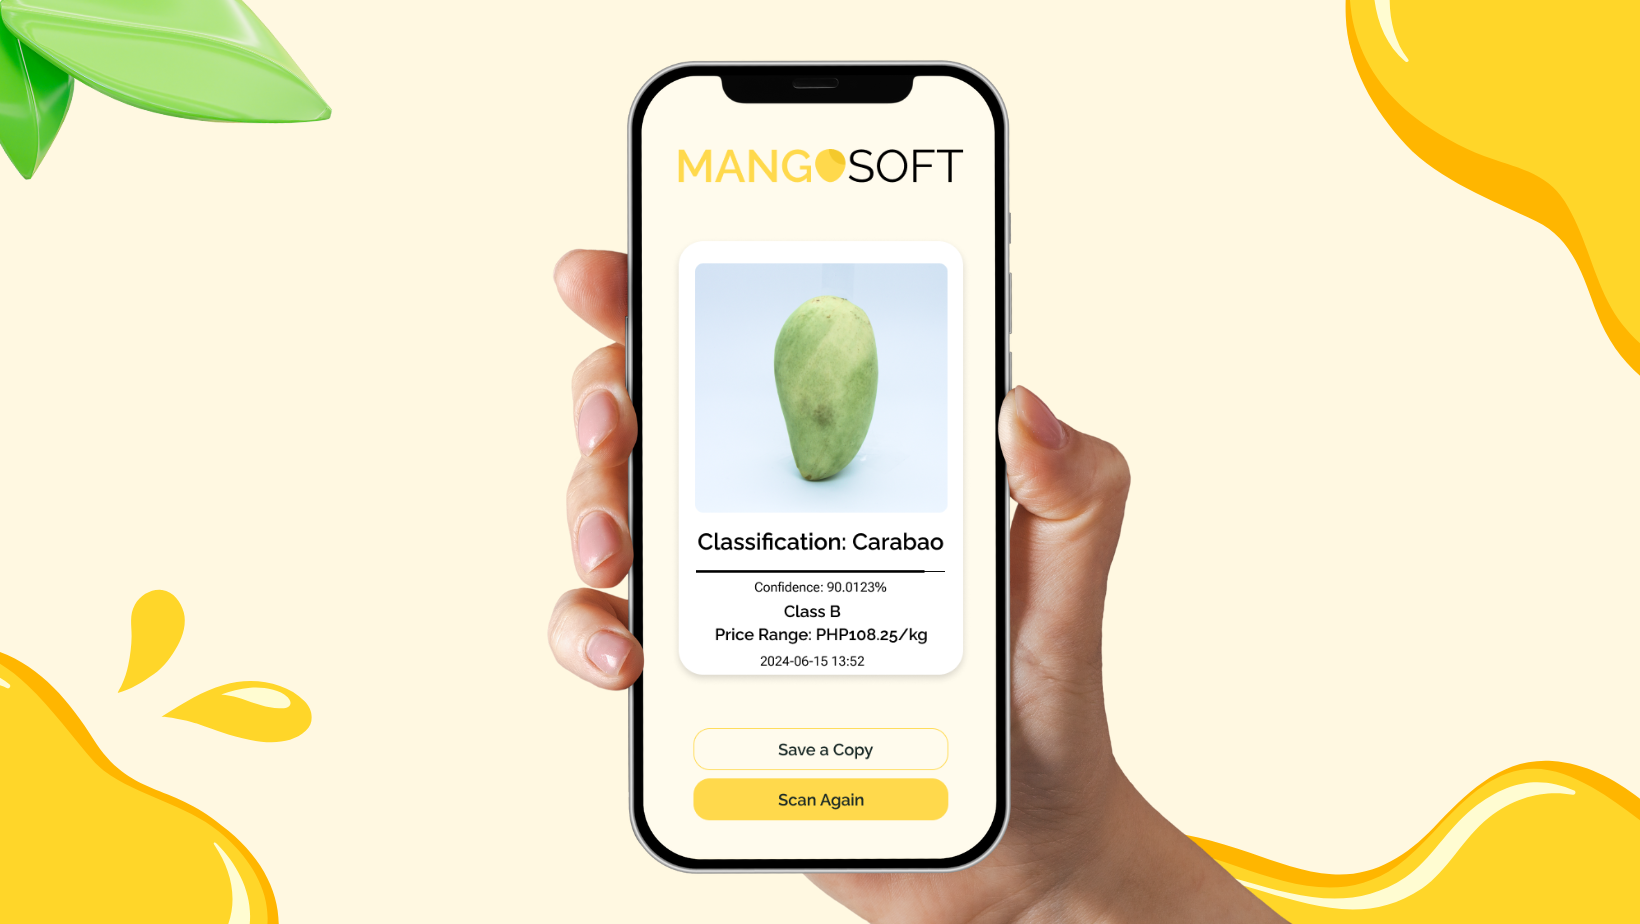 MANGOSOFT
Classification: Carabao
Confidence: 90.0123%
Class B
Price Range: PHP108.25/kg
2024-06-15 13:52
Save a Copy
Scan Again